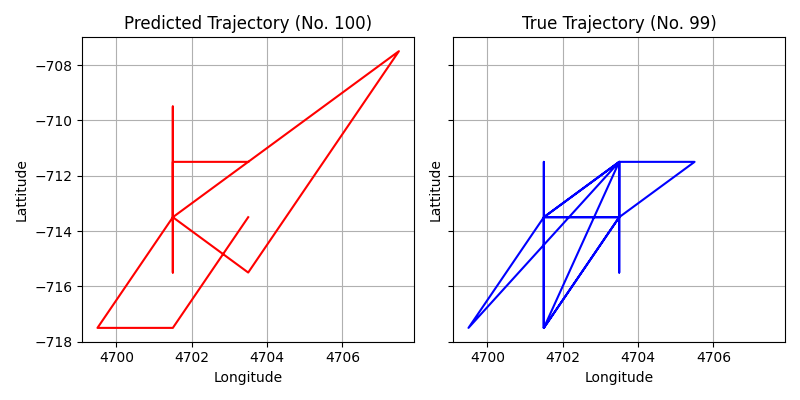 Predicted Trajectory (No. 100)
True Trajectory (No. 99)
−708
−710
−712
−714
−716
−718
4700 4702 4704 4706
4700 4702 4704 4706
Lattitude
Lattitude
Longitude
Longitude